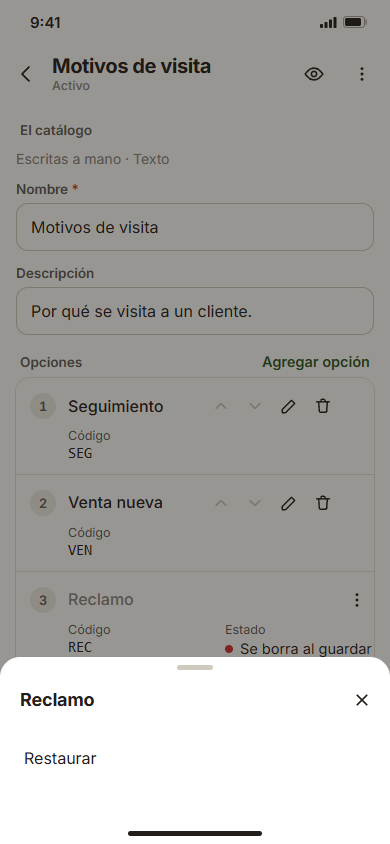 9:41
Motivos de visita
Activo
El catálogo
Escritas a mano · Texto
Nombre *
Motivos de visita
Descripción
Por qué se visita a un cliente.
Opciones
Agregar opción
1
Seguimiento
Código
SEG
2
Venta nueva
Código
VEN
3
Reclamo
Código
Estado
REC
Se borra al guardar
Reclamo
Restaurar